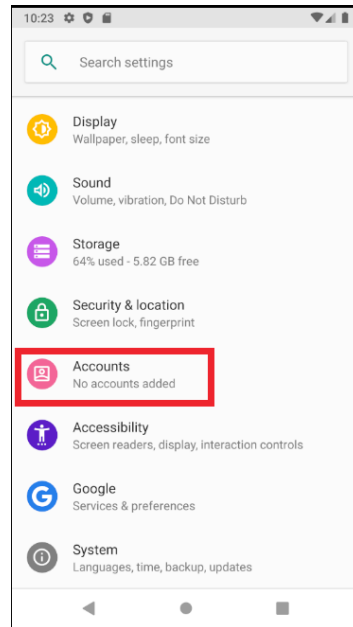 10:23
Search settings
Display
Wallpaper, sleep, font size
Sound
Volume, vibration, Do Not Disturb
Storage
64% used - 5.82 GB free
Security & location
Screen lock, fingerprint
Accounts
No accounts added
Accessibility
Screen readers, display, interaction controls
Google
Services & preferences
System
Languages, time, backup, updates